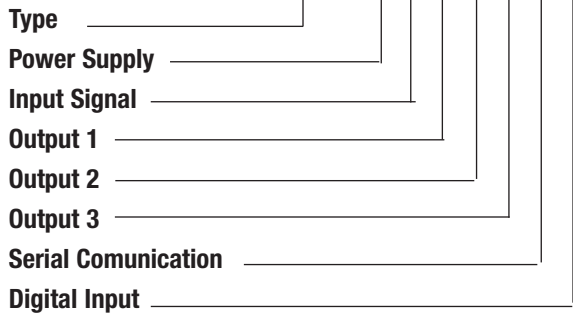 Type
Power Supply
Input Signal
Output 1
Output 2
Output 3
Serial Comunication
Digital Input